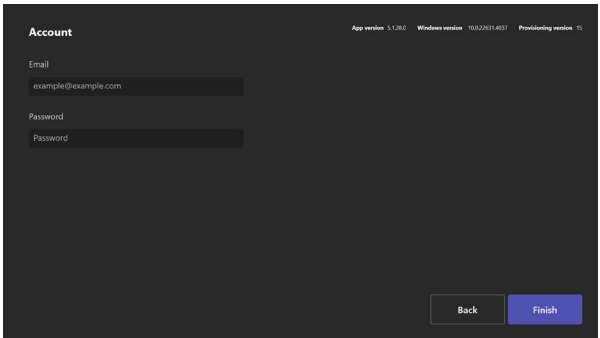 Account
App version 5.1.28.0 Windows version 10.0.22631.4037 Provisioning version 15
Email
example@example.com
Password
Password
Back Finish